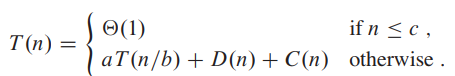 T(n) = { Θ(1) if n ≤ c ,
aT(n/b) + D(n) + C(n) otherwise .